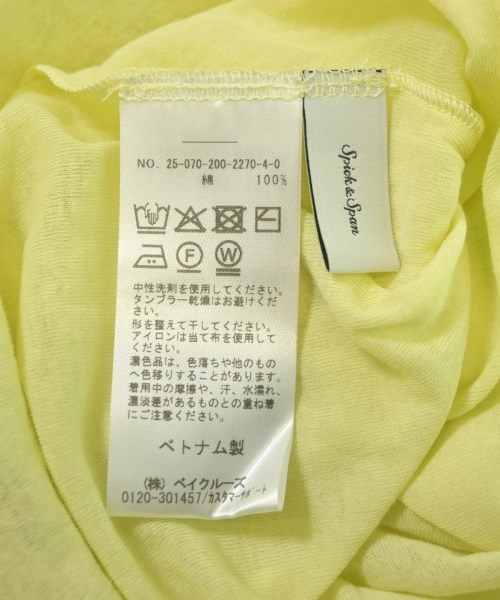 NO. 25-070-200-2270-4-0
綿 100%
F
W
中性洗剤を使用してください。
タンブラー乾燥はお避けくだ
さい。
形を整えて干してください。
アイロンは当て布を使用して
ください。
濃色品は、色落ちや他のもの
へ色移りすることがあります。
着用中の摩擦や、汗、水濡れ、
濃淡差があるものとの重ね着
にご注意ください。
ベトナム製
(株) ベイクルーズ
0120-301457/カスタマーサポート
Spick&Span